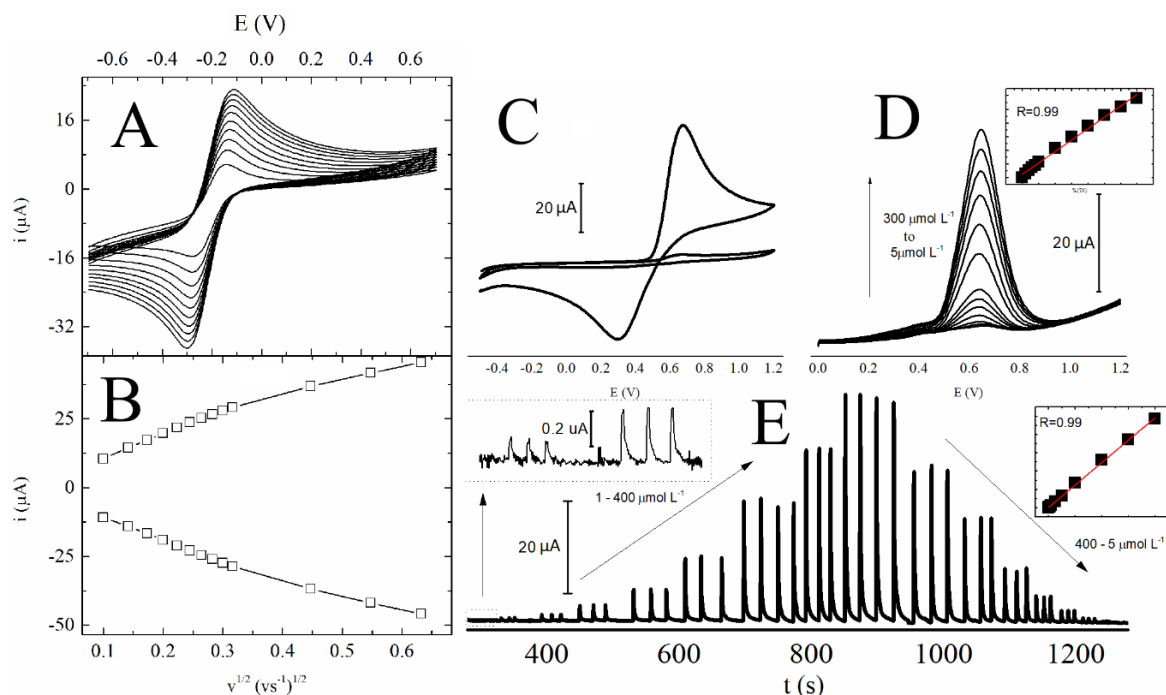 E (V)
-0.6 -0.4 -0.2 0.0 0.2 0.4 0.6
A
16
0
-16
-32
i (µA)
B
25
0
-25
-50
i (µA)
0.1 0.2 0.3 0.4 0.5 0.6
v1/2 (vs-1)1/2
C
20 µA
-0.4 -0.2 0.0 0.2 0.4 0.6 0.8 1.0 1.2
E (V)
D
R=0.99
300 µmol L-1
to
5µmol L-1
20 µA
0.0 0.2 0.4 0.6 0.8 1.0 1.2
E (V)
E
0.2 uA
1 - 400 µmol L-1
20 µA
R=0.99
400 - 5 µmol L-1
400 600 800 1000 1200
t (s)